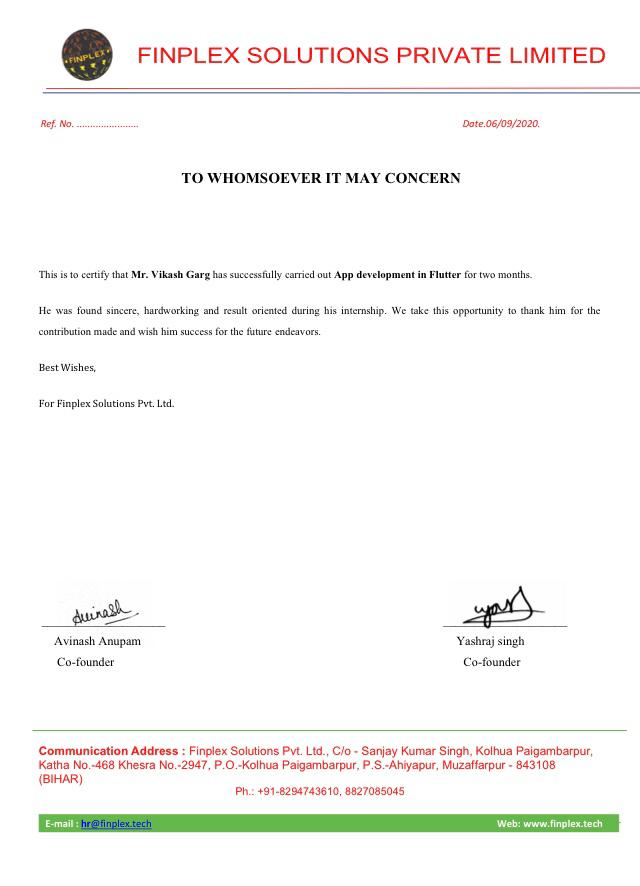 FINPLEX
FINPLEX SOLUTIONS PRIVATE LIMITED
Ref. No. .......................
Date.06/09/2020.
TO WHOMSOEVER IT MAY CONCERN
This is to certify that Mr. Vikash Garg has successfully carried out App development in Flutter for two months.
He was found sincere, hardworking and result oriented during his internship. We take this opportunity to thank him for the
contribution made and wish him success for the future endeavors.
Best Wishes,
For Finplex Solutions Pvt. Ltd.
Avinash
Avinash Anupam
Co-founder
Yashraj singh
Co-founder
Communication Address : Finplex Solutions Pvt. Ltd., C/o - Sanjay Kumar Singh, Kolhua Paigambarpur,
Katha No.-468 Khesra No.-2947, P.O.-Kolhua Paigambarpur, P.S.-Ahiyapur, Muzaffarpur - 843108
(BIHAR)
Ph.: +91-8294743610, 8827085045
E-mail : hr@finplex.tech
Web: www.finplex.tech